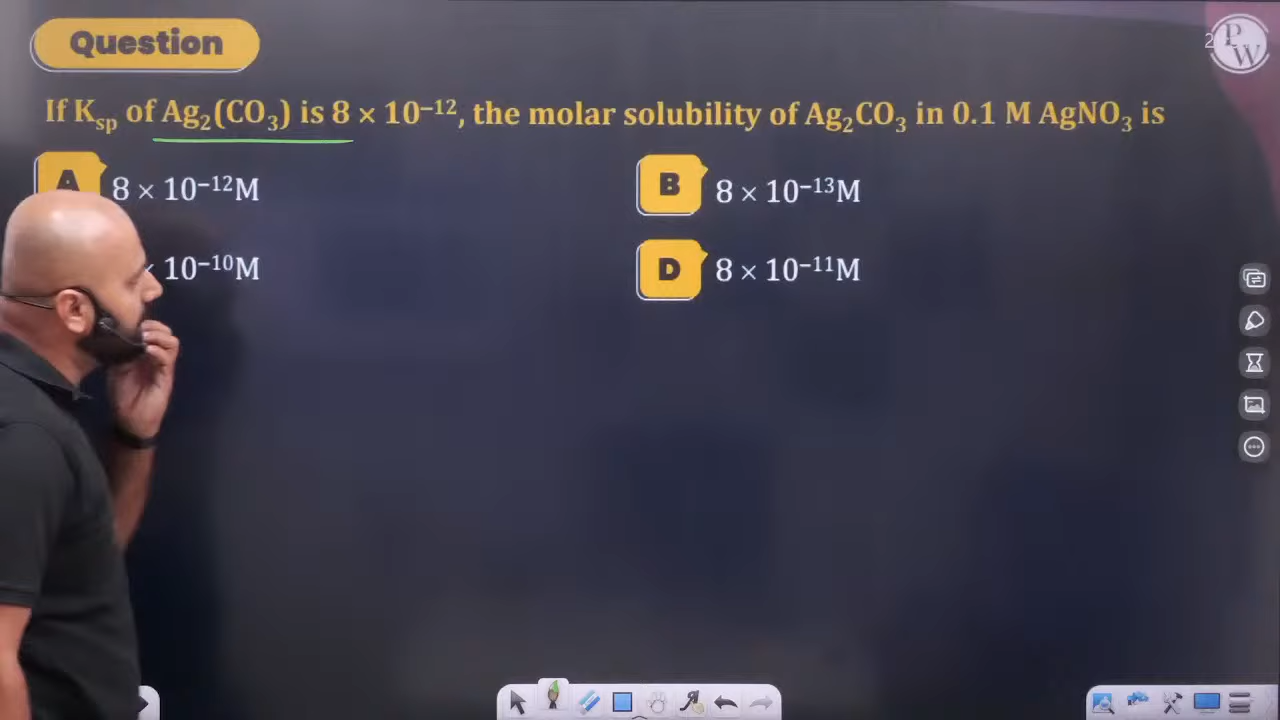 Question
2
P
W
If Ksp of Ag₂(CO₃) is 8 × 10⁻¹², the molar solubility of Ag₂CO₃ in 0.1 M AgNO₃ is
A 8 × 10⁻¹²M
B 8 × 10⁻¹³M
× 10⁻¹⁰M
D 8 × 10⁻¹¹M